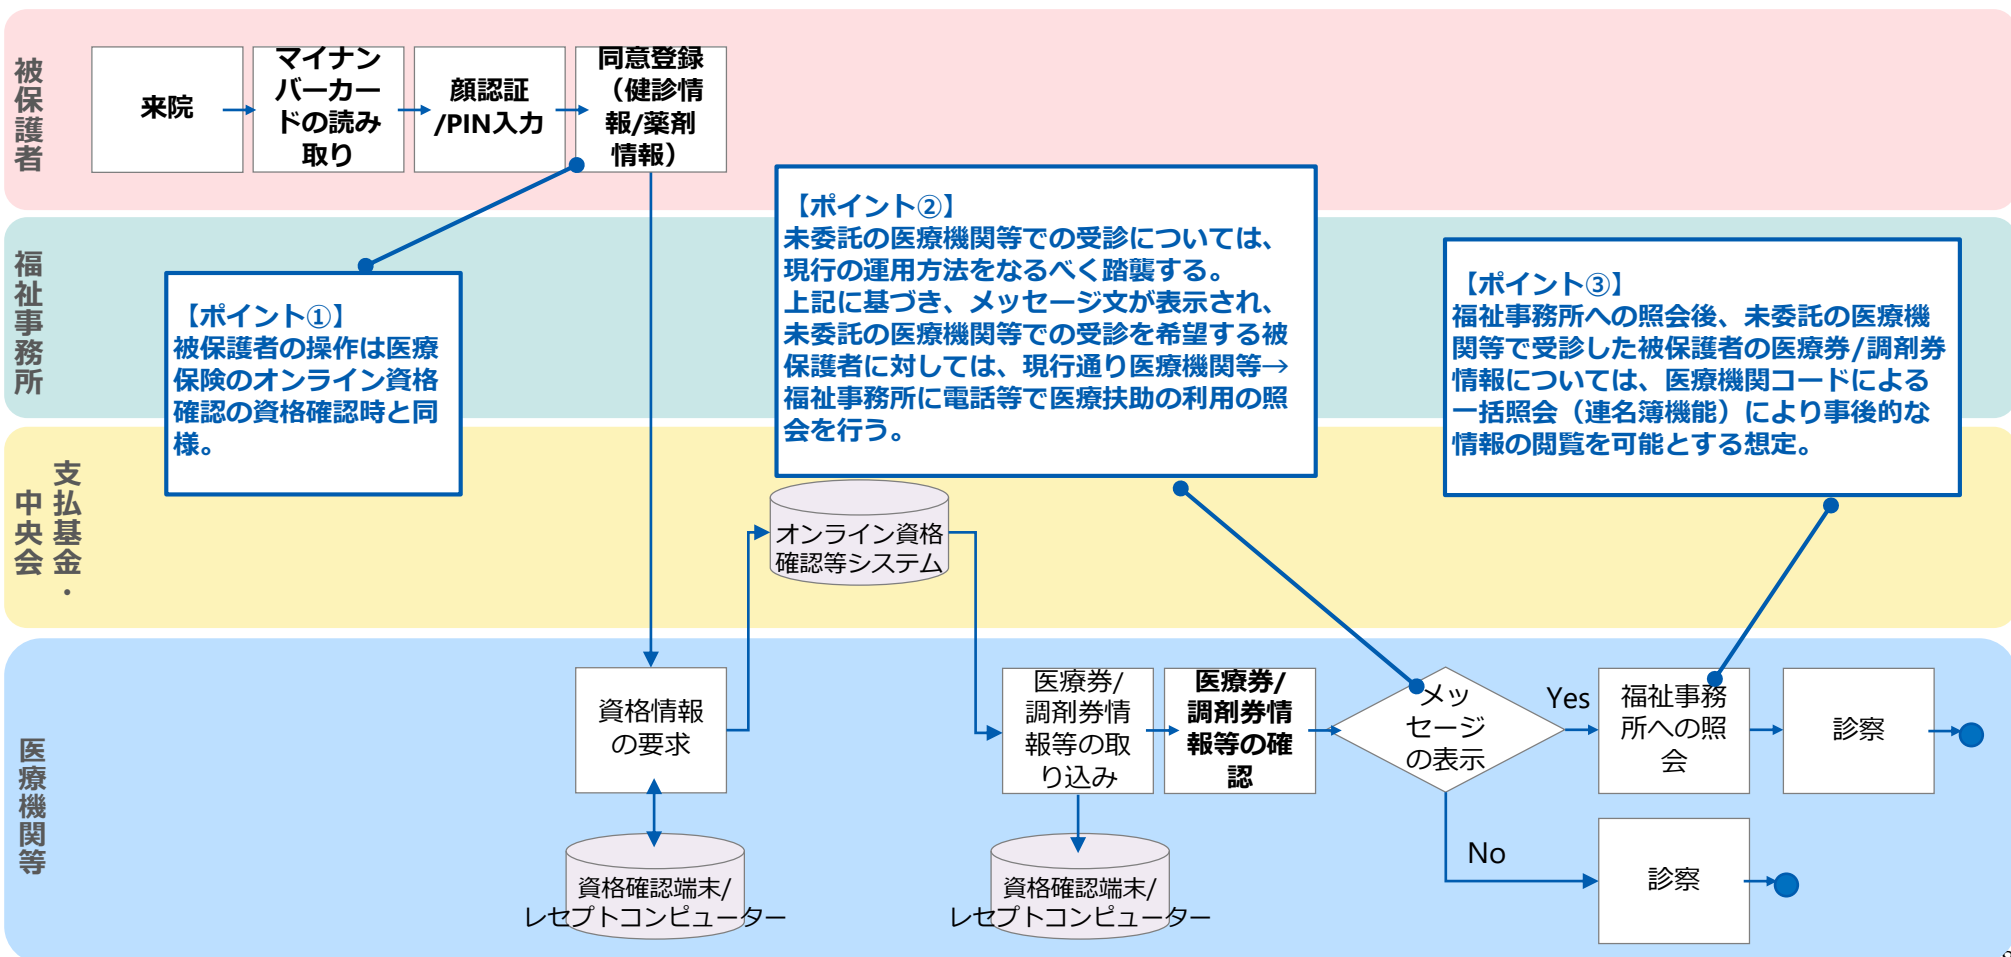 被保護者
来院
マイナン
バーカー
ドの読み
取り
顔認証
/PIN入力
同意登録
（健診情
報/薬剤
情報）
福祉事務所
【ポイント①】
被保護者の操作は医療
保険のオンライン資格
確認の資格確認時と同
様。
【ポイント②】
未委託の医療機関等での受診については、
現行の運用方法をなるべく踏襲する。
上記に基づき、メッセージ文が表示され、
未委託の医療機関等での受診を希望する被
保護者に対しては、現行通り医療機関等→
福祉事務所に電話等で医療扶助の利用の照
会を行う。
【ポイント③】
福祉事務所への照会後、未委託の医療機
関等で受診した被保護者の医療券/調剤券
情報については、医療機関コードによる
一括照会（連名簿機能）により事後的な
情報の閲覧を可能とする想定。
支払基金・
中央会
オンライン資格
確認等システム
医療機関等
資格情報
の要求
資格確認端末/
レセプトコンピューター
医療券/
調剤券情
報等の取
り込み
資格確認端末/
レセプトコンピューター
医療券/
調剤券情
報等の確
認
メッ
セージ
の表示
Yes
福祉事務
所への照
会
診察
No
診察